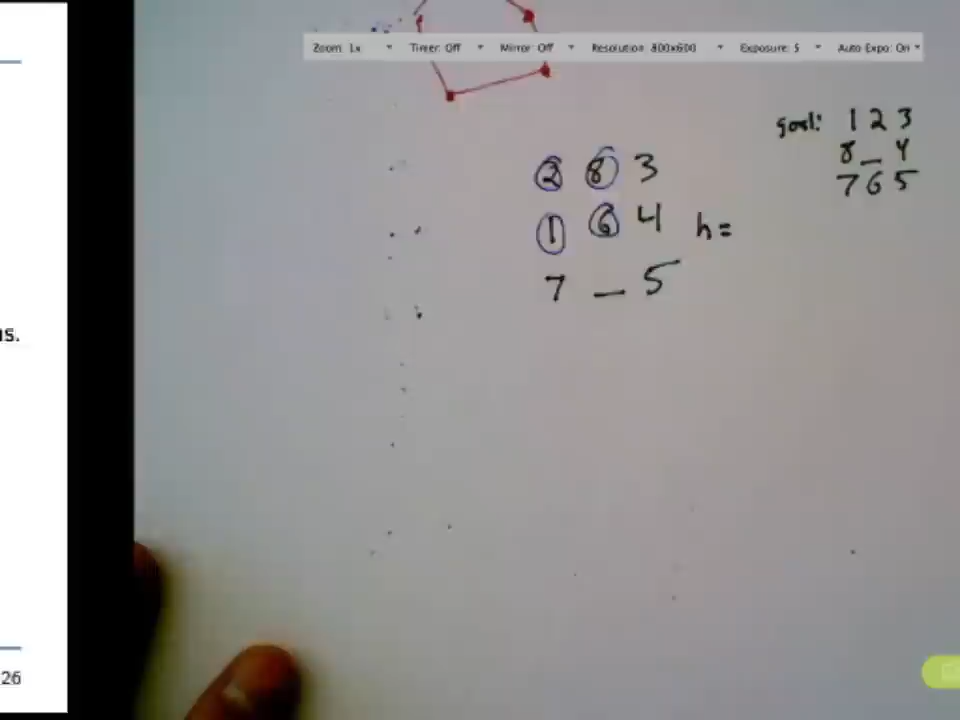 Zoom: 1x Timer: Off Mirror: Off Resolution: 800x600 Exposure: 5 Auto Expo: On
goal: 1 2 3
8 _ 4
7 6 5
2 8 3
1 6 4 h =
7 _ 5
us.
26